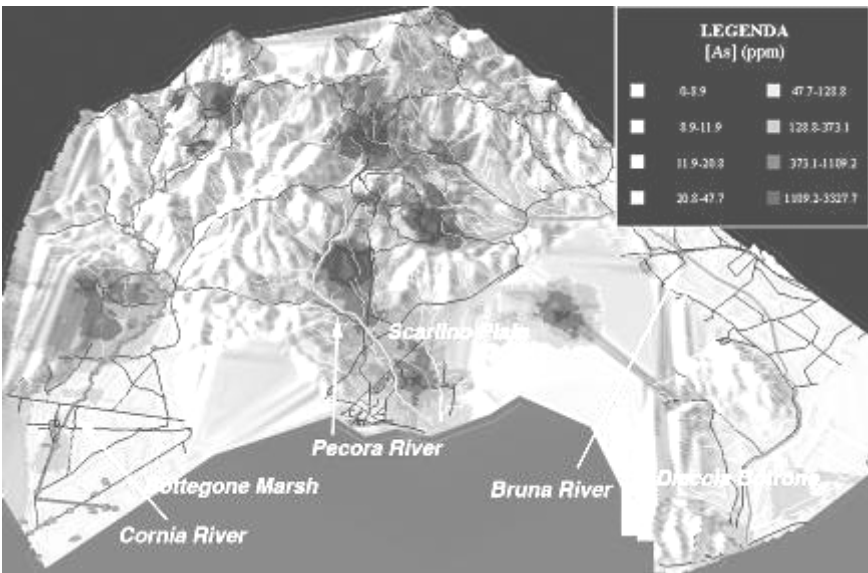 LEGENDA
[As] (ppm)
0-8.9
47.7-128.8
8.9-11.9
128.8-373.1
11.9-20.8
373.1-1109.2
20.8-47.7
1109.2-3327.7
Scarlino Plain
Pecora River
Bottegone Marsh
Bruna River
Diaccia Botrona
Cornia River